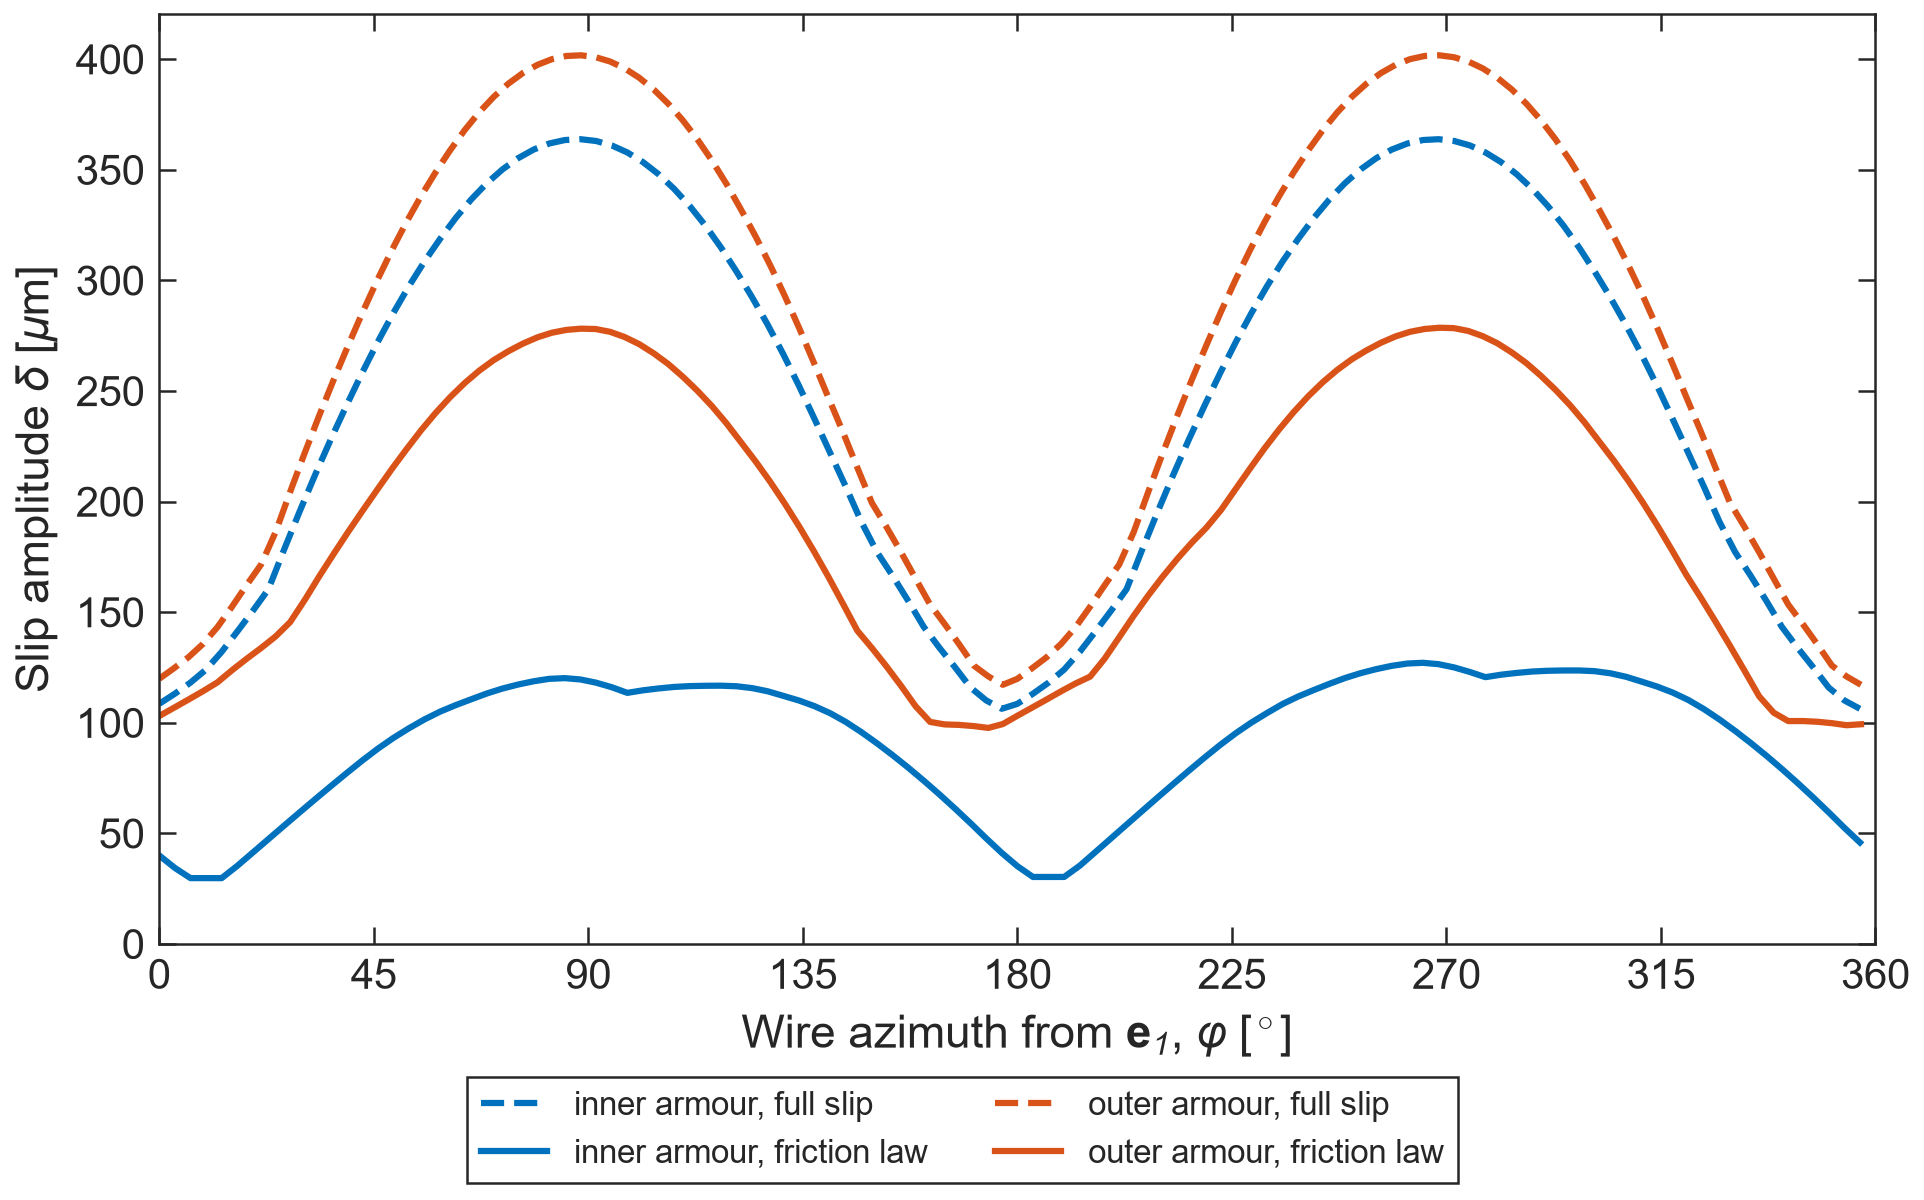 400
350
300
250
200
150
100
50
0
Slip amplitude δ [μm]
0 45 90 135 180 225 270 315 360
Wire azimuth from e1, φ [°]
inner armour, full slip outer armour, full slip
inner armour, friction law outer armour, friction law